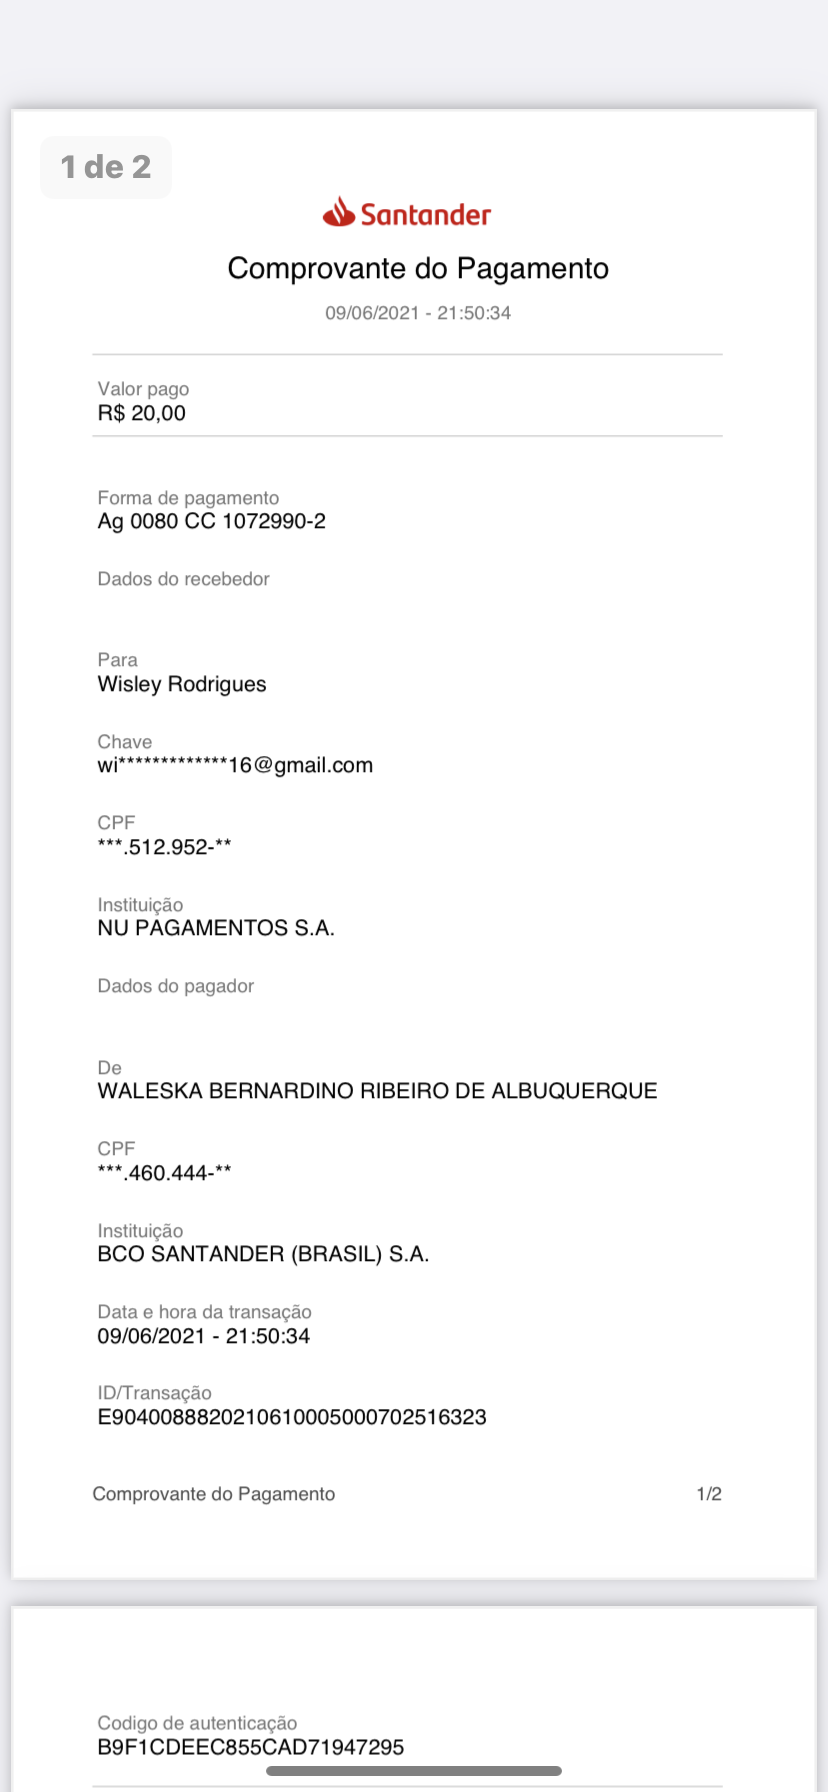 1 de 2
Santander
Comprovante do Pagamento
09/06/2021 - 21:50:34
Valor pago
R$ 20,00
Forma de pagamento
Ag 0080 CC 1072990-2
Dados do recebedor
Para
Wisley Rodrigues
Chave
wi*************16@gmail.com
CPF
***.512.952-**
Instituição
NU PAGAMENTOS S.A.
Dados do pagador
De
WALESKA BERNARDINO RIBEIRO DE ALBUQUERQUE
CPF
***.460.444-**
Instituição
BCO SANTANDER (BRASIL) S.A.
Data e hora da transação
09/06/2021 - 21:50:34
ID/Transação
E90400888202106100050007025​16323
Comprovante do Pagamento
1/2
Codigo de autenticação
B9F1CDEEC855CAD71947295